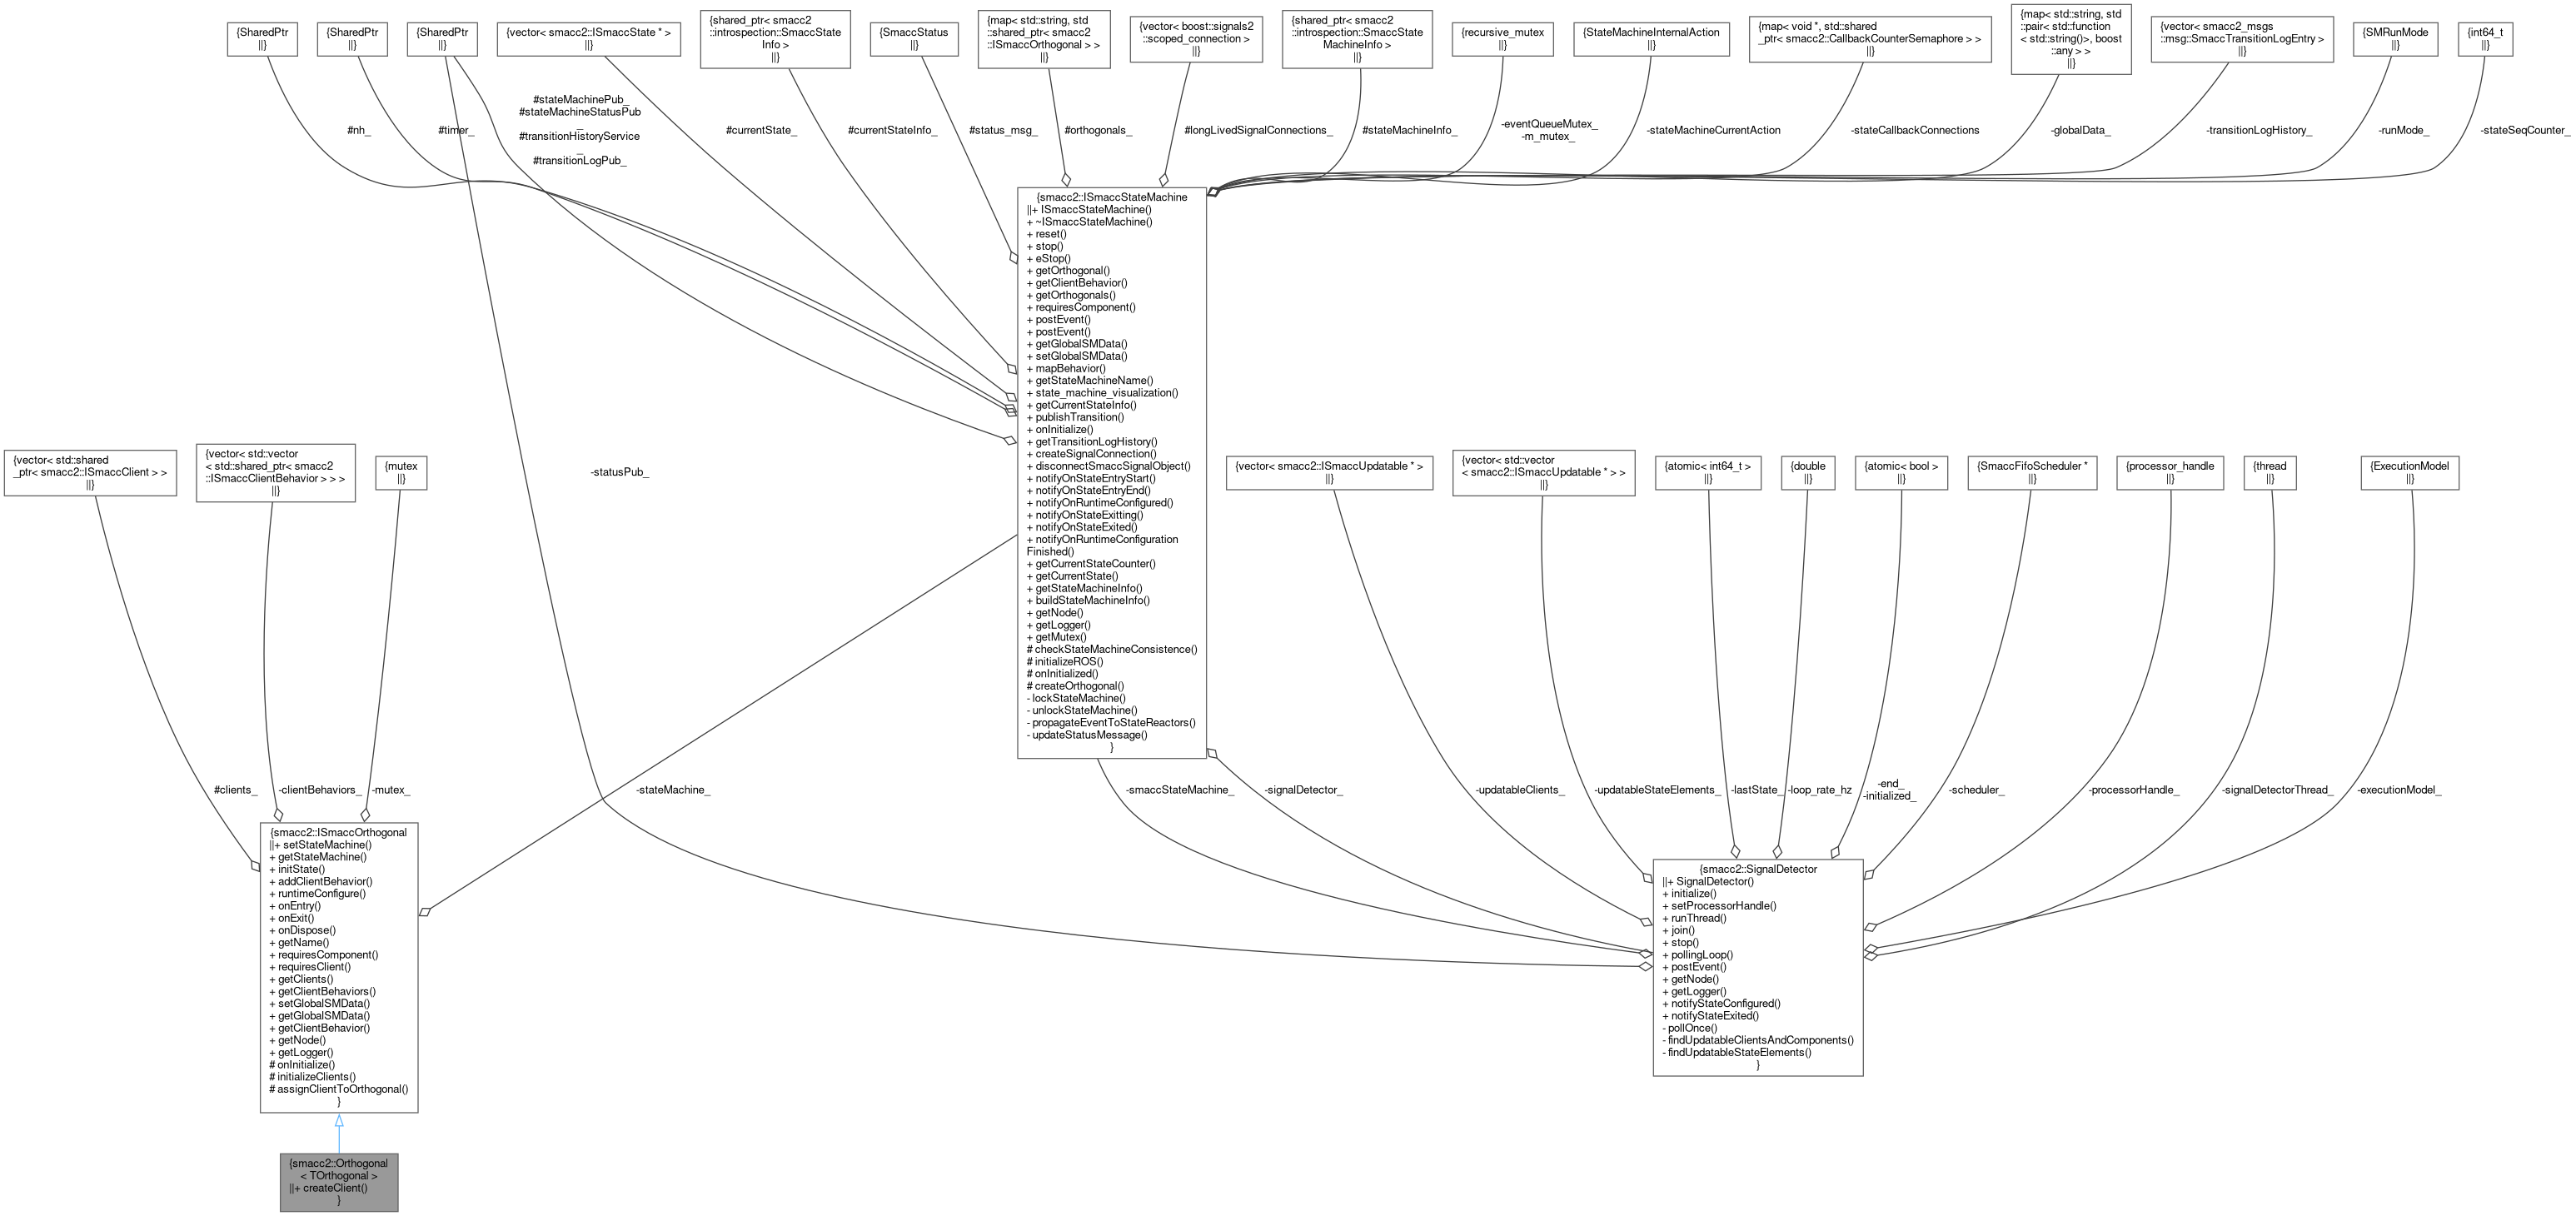 {SharedPtr
||}
{SharedPtr
||}
{SharedPtr
||}
{vector< smacc2::ISmaccState * >
||}
{shared_ptr< smacc2
::introspection::SmaccState
Info >
||}
{SmaccStatus
||}
{map< std::string, std
::shared_ptr< smacc2
::ISmaccOrthogonal > >
||}
{vector< boost::signals2
::scoped_connection >
||}
{shared_ptr< smacc2
::introspection::SmaccState
MachineInfo >
||}
{recursive_mutex
||}
{StateMachineInternalAction
||}
{map< void *, std::shared
_ptr< smacc2::CallbackCounterSemaphore > >
||}
{map< std::string, std
::pair< std::function
< std::string()>, boost
::any > >
||}
{vector< smacc2_msgs
::msg::SmaccTransitionLogEntry >
||}
{SMRunMode
||}
{int64_t
||}
#nh_
#timer_
#stateMachinePub_
#stateMachineStatusPub
_
#transitionHistoryService
_
#transitionLogPub_
#currentState_
#currentStateInfo_
#status_msg_
#orthogonals_
#longLivedSignalConnections_
#stateMachineInfo_
-eventQueueMutex_
-m_mutex_
-stateMachineCurrentAction
-stateCallbackConnections
-globalData_
-transitionLogHistory_
-runMode_
-stateSeqCounter_
{smacc2::ISmaccStateMachine
||+ ISmaccStateMachine()
+ ~ISmaccStateMachine()
+ reset()
+ stop()
+ eStop()
+ getOrthogonal()
+ getClientBehavior()
+ getOrthogonals()
+ requiresComponent()
+ postEvent()
+ postEvent()
+ getGlobalSMData()
+ setGlobalSMData()
+ mapBehavior()
+ getStateMachineName()
+ state_machine_visualization()
+ getCurrentStateInfo()
+ publishTransition()
+ onInitialize()
+ getTransitionLogHistory()
+ createSignalConnection()
+ disconnectSmaccSignalObject()
+ notifyOnStateEntryStart()
+ notifyOnStateEntryEnd()
+ notifyOnRuntimeConfigured()
+ notifyOnStateExitting()
+ notifyOnStateExited()
+ notifyOnRuntimeConfiguration
Finished()
+ getCurrentStateCounter()
+ getCurrentState()
+ getStateMachineInfo()
+ buildStateMachineInfo()
+ getNode()
+ getLogger()
+ getMutex()
# checkStateMachineConsistence()
# initializeROS()
# onInitialized()
# createOrthogonal()
- lockStateMachine()
- unlockStateMachine()
- propagateEventToStateReactors()
- updateStatusMessage()
}
{vector< std::shared
_ptr< smacc2::ISmaccClient > >
||}
{vector< std::vector
< std::shared_ptr< smacc2
::ISmaccClientBehavior > > >
||}
{mutex
||}
-statusPub_
{vector< smacc2::ISmaccUpdatable * >
||}
{vector< std::vector
< smacc2::ISmaccUpdatable * > >
||}
{atomic< int64_t >
||}
{double
||}
{atomic< bool >
||}
{SmaccFifoScheduler *
||}
{processor_handle
||}
{thread
||}
{ExecutionModel
||}
#clients_
-clientBehaviors_
-mutex_
-stateMachine_
-smaccStateMachine_
-signalDetector_
-updatableClients_
-updatableStateElements_
-lastState_
-loop_rate_hz
-end_
-initialized_
-scheduler_
-processorHandle_
-signalDetectorThread_
-executionModel_
{smacc2::ISmaccOrthogonal
||+ setStateMachine()
+ getStateMachine()
+ initState()
+ addClientBehavior()
+ runtimeConfigure()
+ onEntry()
+ onExit()
+ onDispose()
+ getName()
+ requiresComponent()
+ requiresClient()
+ getClients()
+ getClientBehaviors()
+ setGlobalSMData()
+ getGlobalSMData()
+ getClientBehavior()
+ getNode()
+ getLogger()
# onInitialize()
# initializeClients()
# assignClientToOrthogonal()
}
{smacc2::SignalDetector
||+ SignalDetector()
+ initialize()
+ setProcessorHandle()
+ runThread()
+ join()
+ stop()
+ pollingLoop()
+ postEvent()
+ getNode()
+ getLogger()
+ notifyStateConfigured()
+ notifyStateExited()
- pollOnce()
- findUpdatableClientsAndComponents()
- findUpdatableStateElements()
}
{smacc2::Orthogonal
< TOrthogonal >
||+ createClient()
}